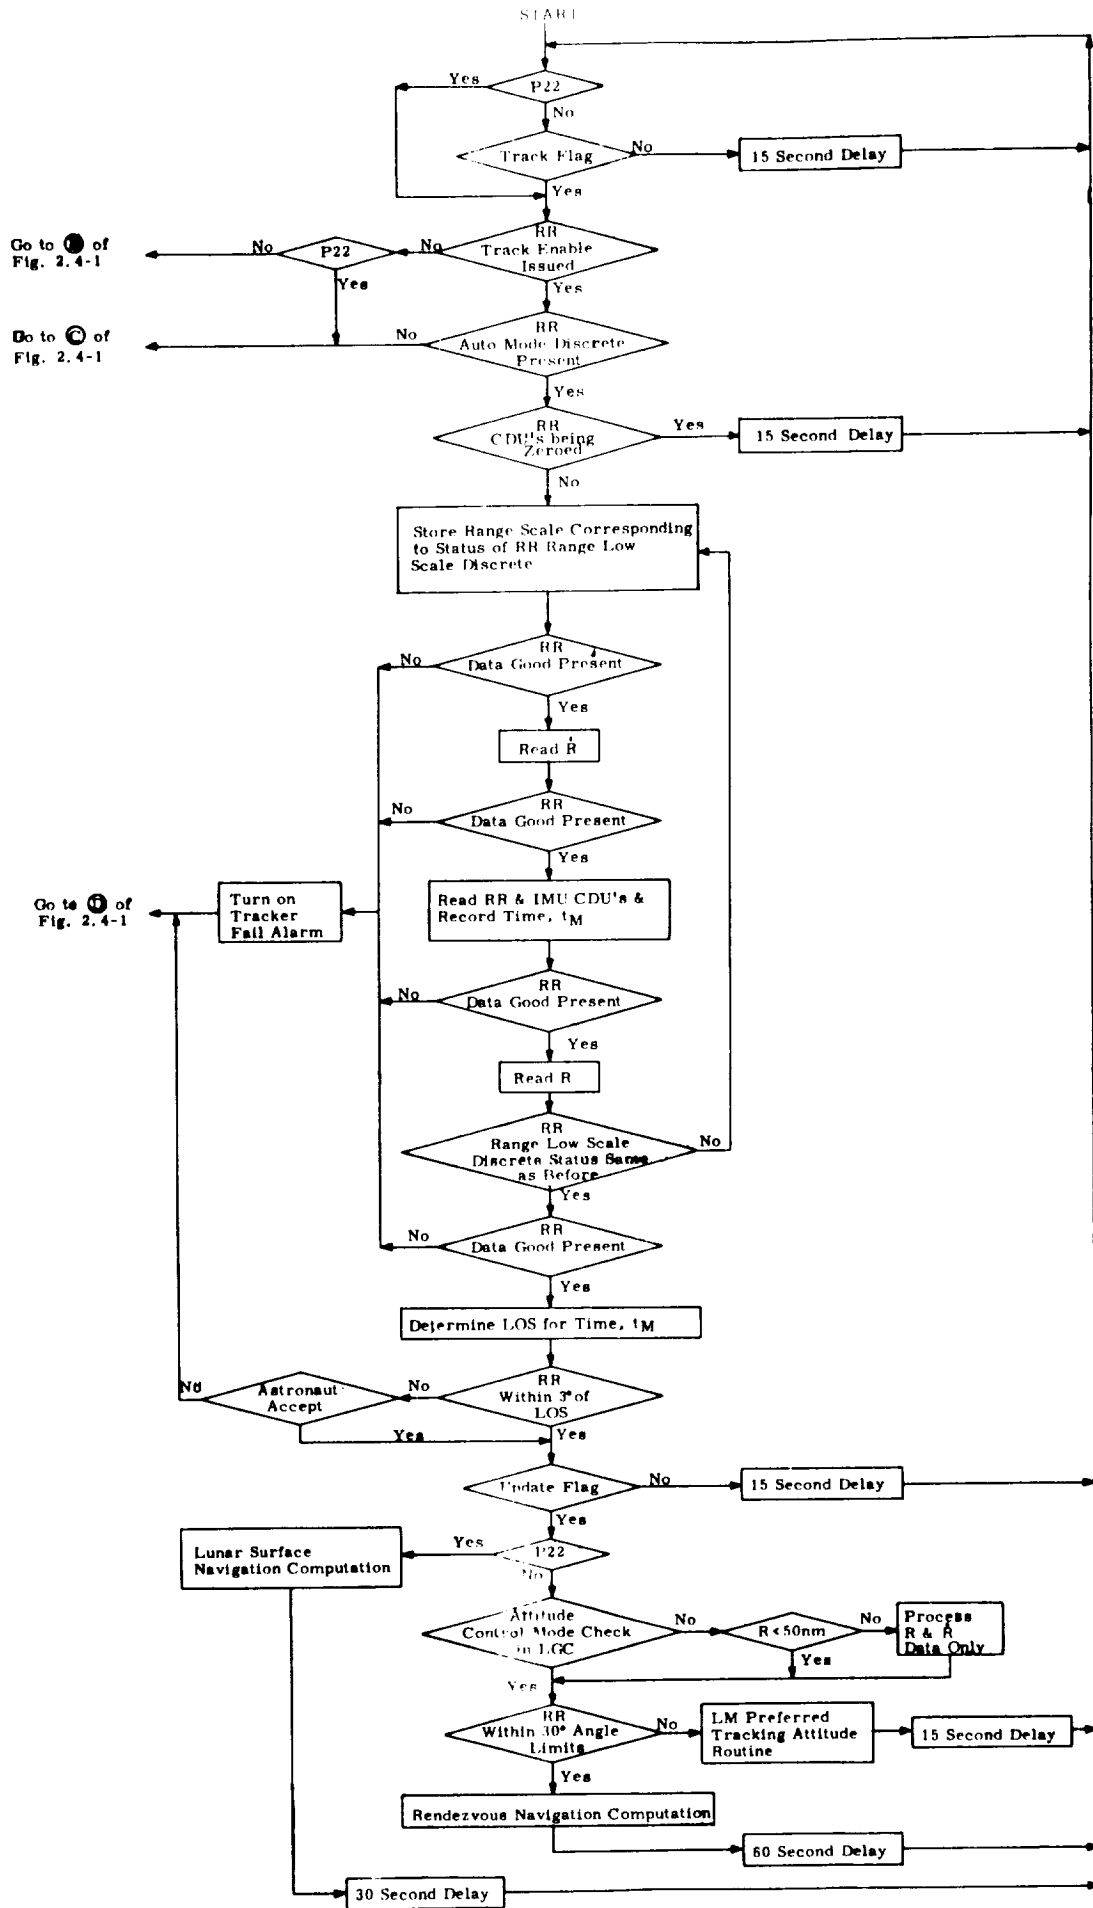 START
P22
Yes
No
Track Flag
No
15 Second Delay
Yes
RR
Track Enable
Issued
No
P22
No
Go to
of
Fig. 2.4-1
Yes
Yes
RR
Auto Mode Discrete
Present
No
Go to C of
Fig. 2.4-1
Yes
RR
CDU's being
Zeroed
Yes
15 Second Delay
No
Store Range Scale Corresponding
to Status of RR Range Low
Scale Discrete
RR
Data Good Present
No
Yes
Read Ṙ
RR
Data Good Present
No
Yes
Read RR & IMU CDU's &
Record Time, tM
Turn on
Tracker
Fail Alarm
Go to D of
Fig. 2.4-1
RR
Data Good Present
No
Yes
Read R
RR
Range Low Scale
Discrete Status Same
as Before
No
Yes
RR
Data Good Present
No
Yes
Determine LOS for Time, tM
RR
Within 3° of
LOS
No
Astronaut
Accept
No
Yes
Yes
Update Flag
No
15 Second Delay
Yes
P22
Yes
Lunar Surface
Navigation Computation
No
Attitude
Control Mode Check
in LGC
No
R < 50nm
No
Process
R & Ṙ
Data Only
Yes
Yes
RR
Within 30° Angle
Limits
No
LM Preferred
Tracking Attitude
Routine
15 Second Delay
Yes
Rendezvous Navigation Computation
60 Second Delay
30 Second Delay